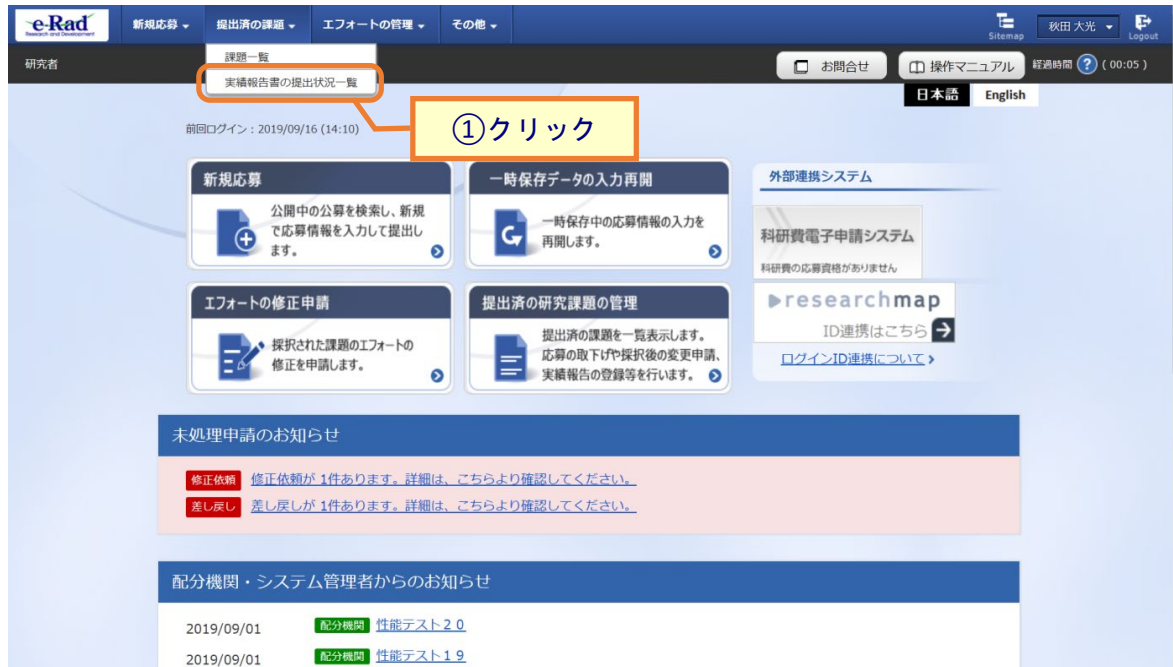 e-Rad
Research and Development
新規応募
提出済の課題
エフォートの管理
その他
Sitemap
秋田 大光
Logout
研究者
課題一覧
実績報告書の提出状況一覧
お問合せ
操作マニュアル
経過時間 ? ( 00:05 )
日本語 English
前回ログイン : 2019/09/16 (14:10)
①クリック
新規応募
公開中の公募を検索し、新規
で応募情報を入力して提出し
ます。
一時保存データの入力再開
一時保存中の応募情報の入力を
再開します。
エフォートの修正申請
採択された課題のエフォートの
修正を申請します。
提出済の研究課題の管理
提出済の課題を一覧表示します。
応募の取下げや採択後の変更申請、
実績報告の登録等を行います。
外部連携システム
科研費電子申請システム
科研費の応募資格がありません
researchmap
ID連携はこちら
ログインID連携について
未処理申請のお知らせ
修正依頼 修正依頼が 1件あります。詳細は、こちらより確認してください。
差し戻し 差し戻しが 1件あります。詳細は、こちらより確認してください。
配分機関・システム管理者からのお知らせ
2019/09/01 配分機関 性能テスト２０
2019/09/01 配分機関 性能テスト１９